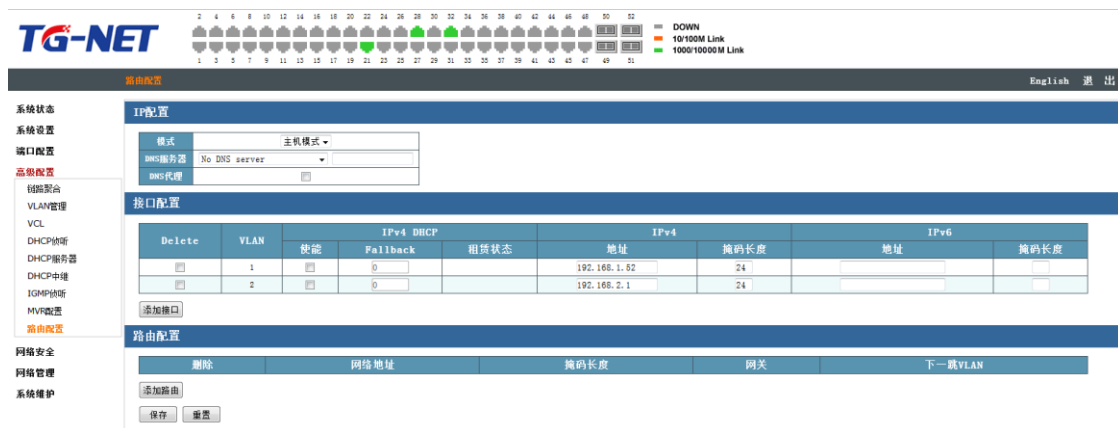 2 4 6 8 10 12 14 16 18 20 22 24 26 28 30 32 34 36 38 40 42 44 46 48 50 52
TG-NET
DOWN
10/100M Link
1000/10000M Link
1 3 5 7 9 11 13 15 17 19 21 23 25 27 29 31 33 35 37 39 41 43 45 47 49 51
路由配置
English 退 出
系统状态
系统设置
端口配置
高级配置
链路聚合
VLAN管理
VCL
DHCP侦听
DHCP服务器
DHCP中继
IGMP侦听
MVR配置
路由配置
网络安全
网络管理
系统维护
IP配置
模式 主机模式
DNS服务器 No DNS server
DNS代理
接口配置
Delete VLAN IPv4 DHCP IPv4 IPv6
使能 Fallback 租赁状态 地址 掩码长度 地址 掩码长度
1 0 192.168.1.52 24
2 0 192.168.2.1 24
添加接口
路由配置
删除 网络地址 掩码长度 网关 下一跳VLAN
添加路由
保存 重置